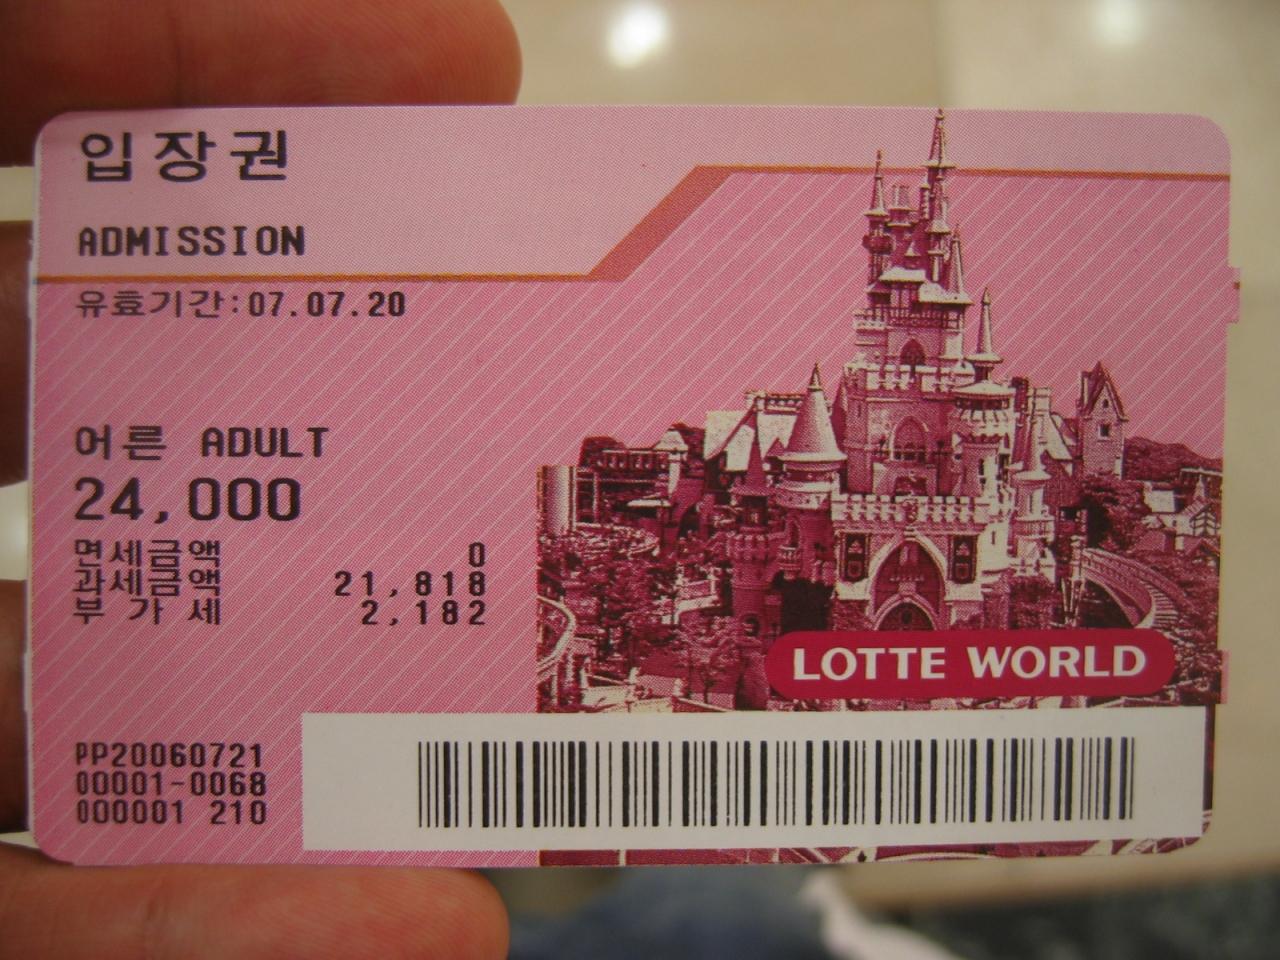 입장권
ADMISSION
유효기간:07.07.20
어른 ADULT
24,000
면세금액 0
과세금액 21,818
부 가 세 2,182
LOTTE WORLD
PP20060721
00001-0068
000001 210